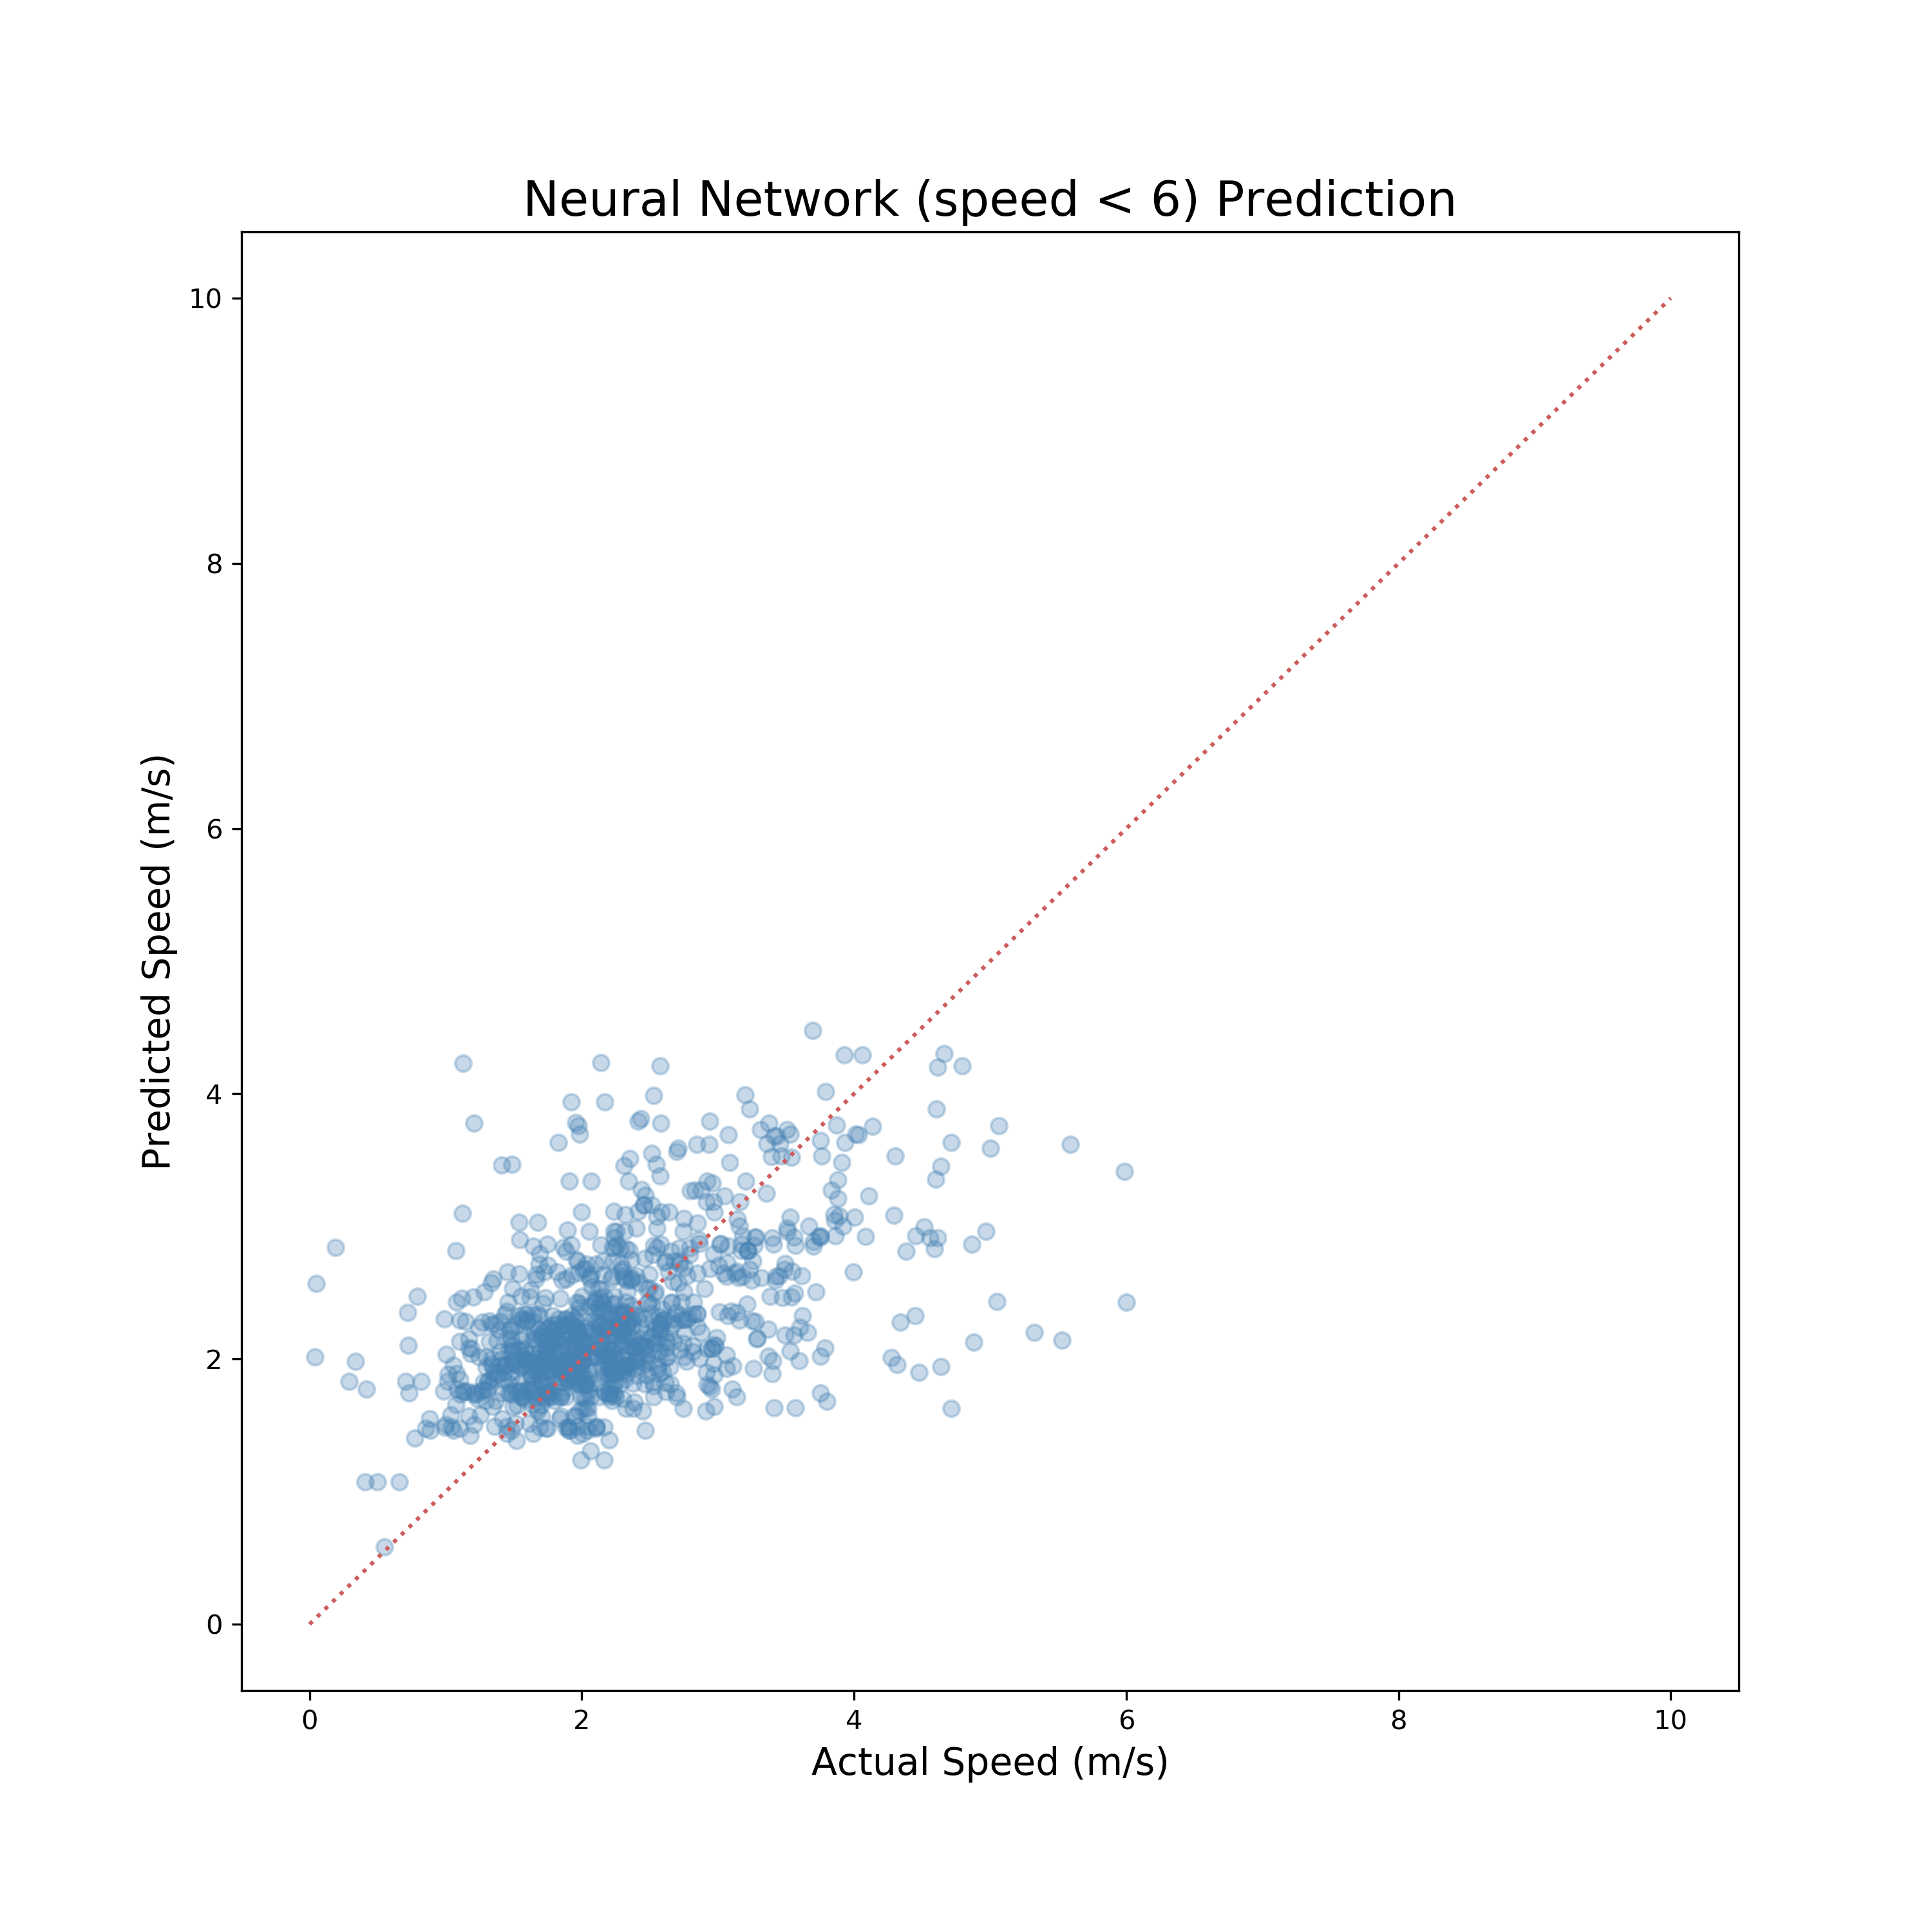 Neural Network (speed < 6) Prediction
Predicted Speed (m/s)
10
8
6
4
2
0
0 2 4 6 8 10
Actual Speed (m/s)